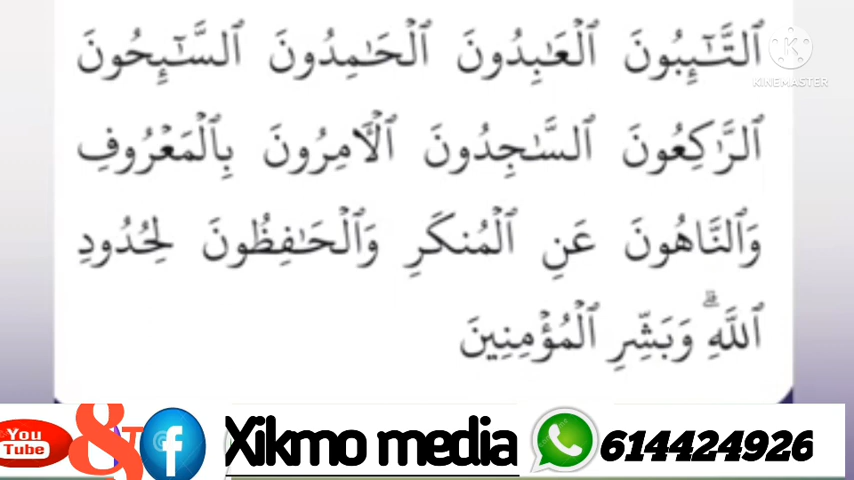 ٱلتَّـٰٓئِبُونَ ٱلْعَـٰبِدُونَ ٱلْحَـٰمِدُونَ ٱلسَّـٰٓئِحُونَ
ٱلرَّٰكِعُونَ ٱلسَّـٰجِدُونَ ٱلْـَٔامِرُونَ بِٱلْمَعْرُوفِ
وَٱلنَّاهُونَ عَنِ ٱلْمُنكَرِ وَٱلْحَـٰفِظُونَ لِحُدُودِ
ٱللَّهِ ۗ وَبَشِّرِ ٱلْمُؤْمِنِينَ
KINEMASTER
You Tube & f Xikmo media 614424926